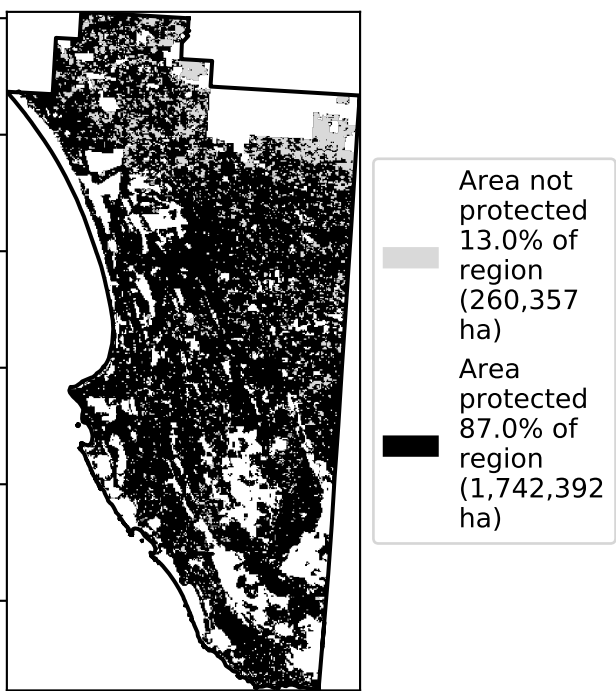 Area not
protected
13.0% of
region
(260,357
ha)
Area
protected
87.0% of
region
(1,742,392
ha)